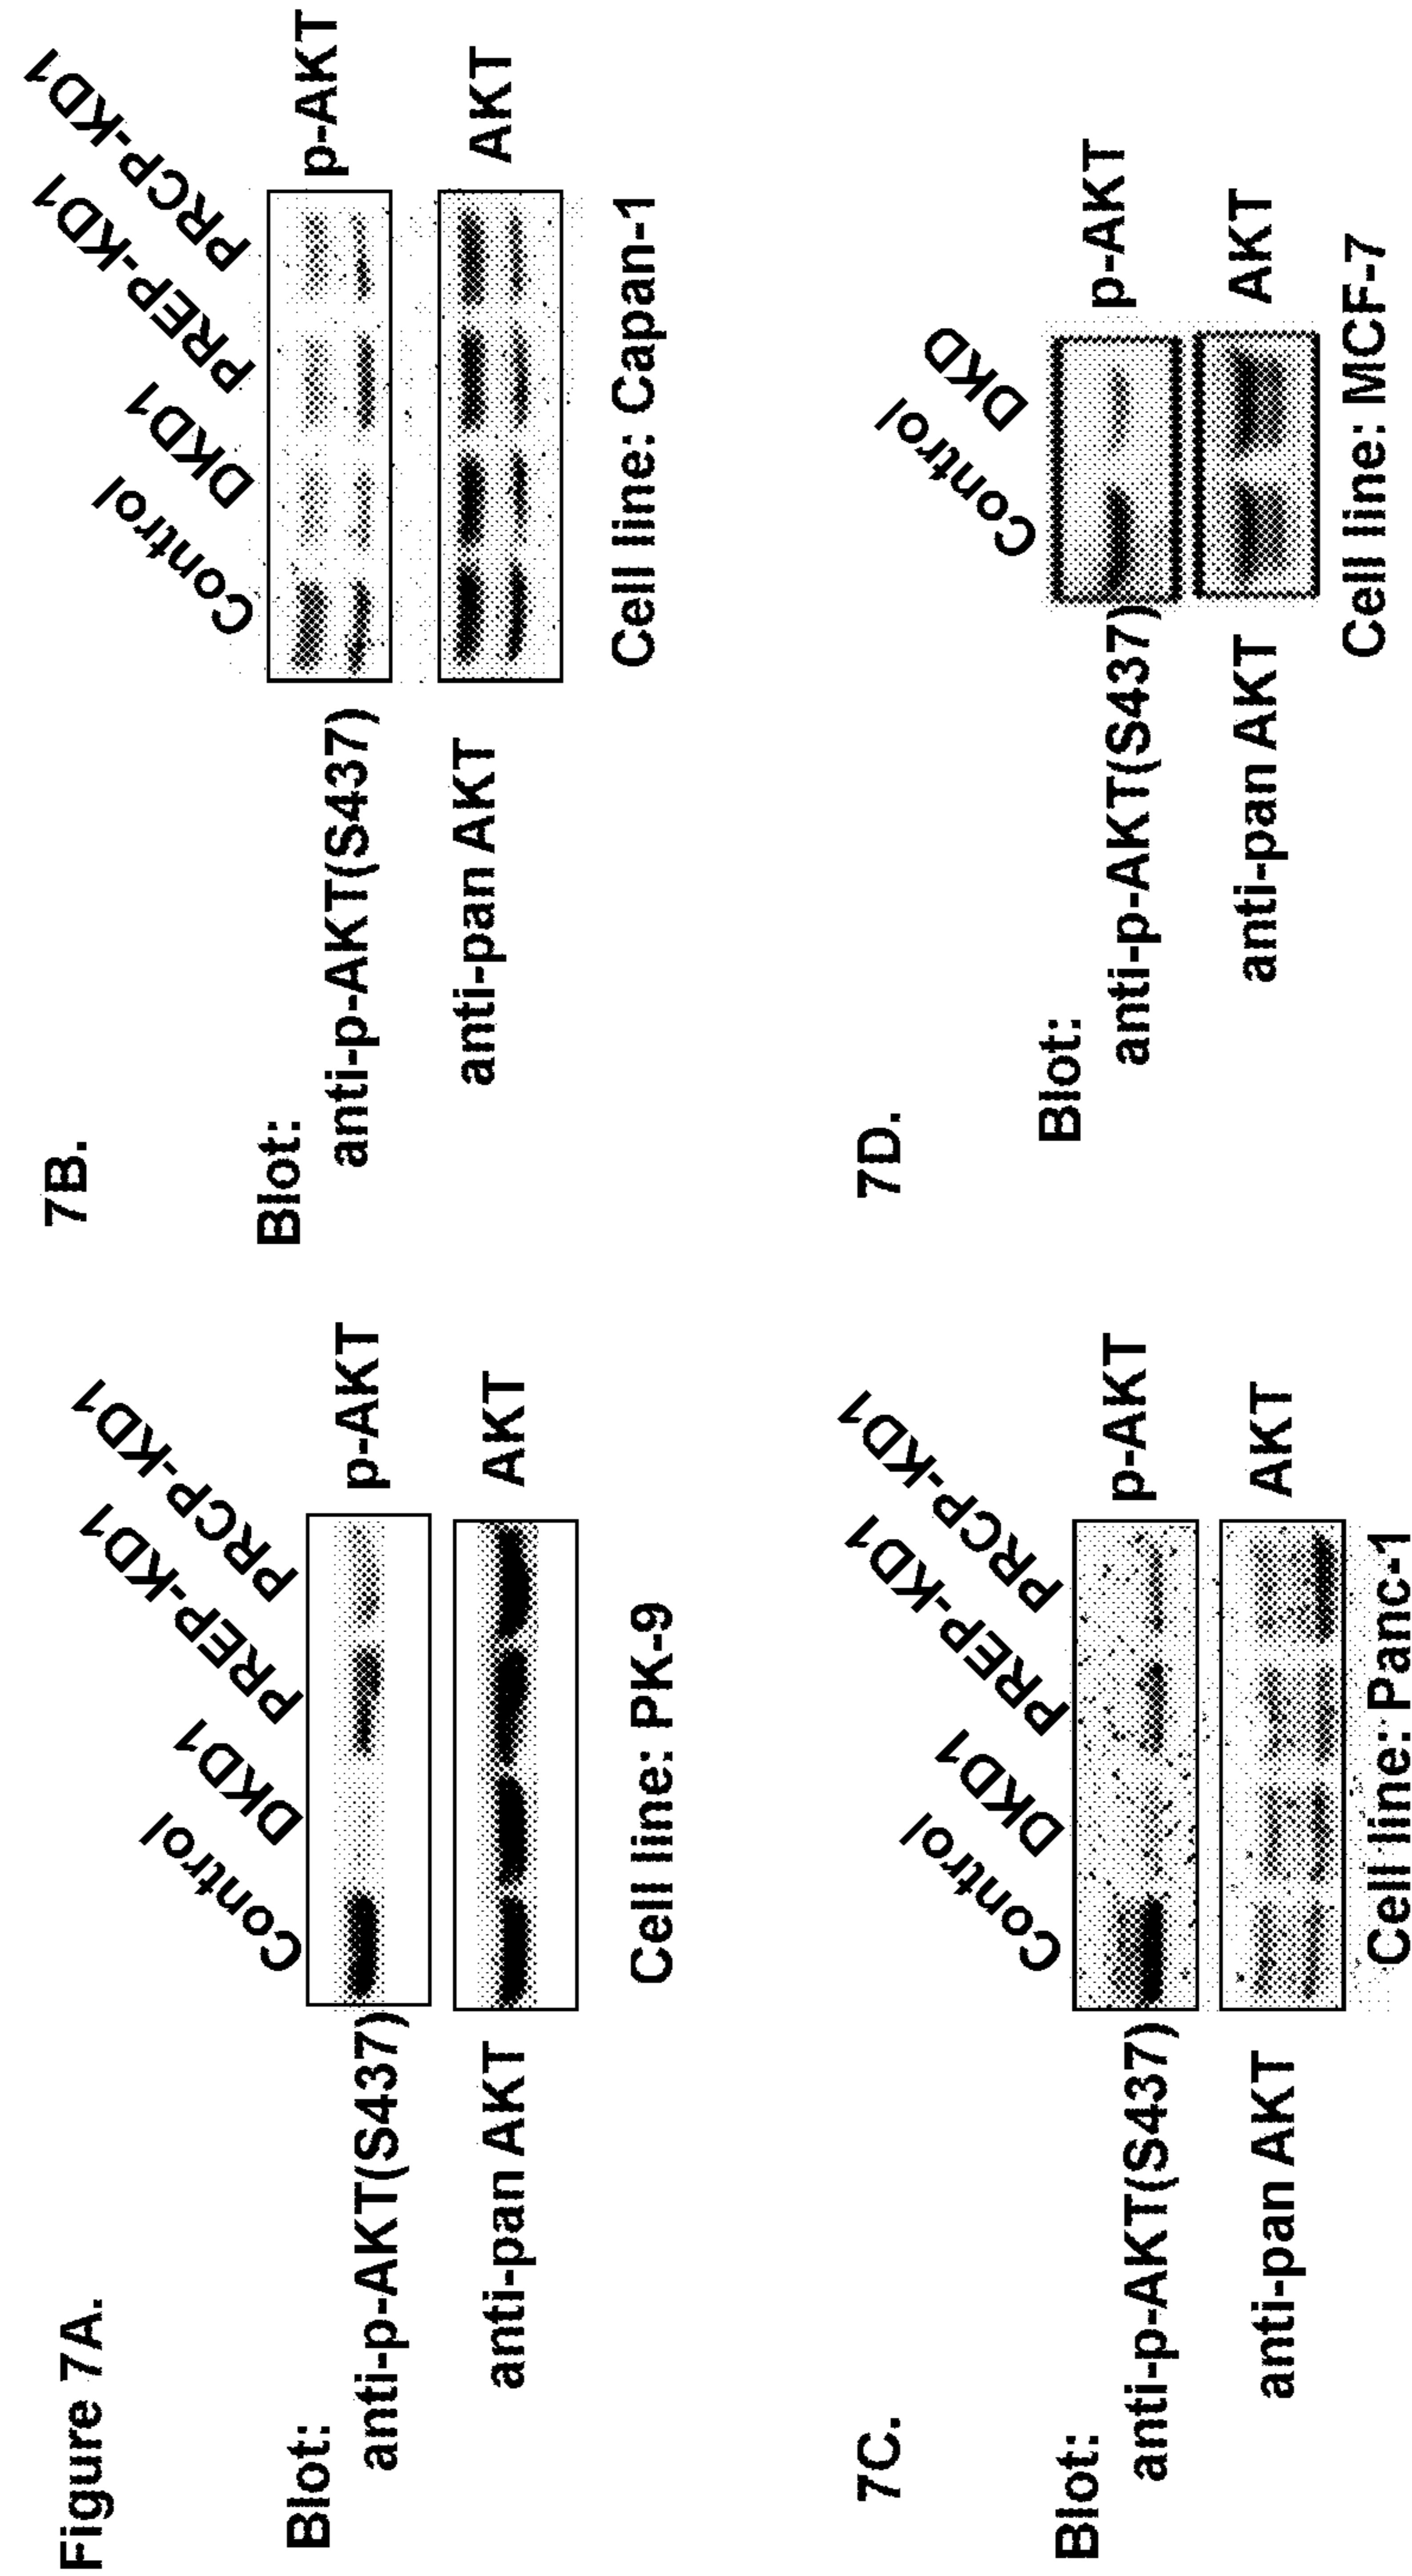 Figure 7A.
Blot:
Control
DKD1
PREP-KD1
PRCP-KD1
anti-p-AKT(S437)
p-AKT
anti-pan AKT
AKT
Cell line: PK-9
7B.
Blot:
Control
DKD1
PREP-KD1
PRCP-KD1
anti-p-AKT(S437)
p-AKT
anti-pan AKT
AKT
Cell line: Capan-1
7C.
Blot:
Control
DKD1
PREP-KD1
PRCP-KD1
anti-p-AKT(S437)
p-AKT
anti-pan AKT
AKT
Cell line: Panc-1
7D.
Blot:
Control
DKD
anti-p-AKT(S437)
p-AKT
anti-pan AKT
AKT
Cell line: MCF-7